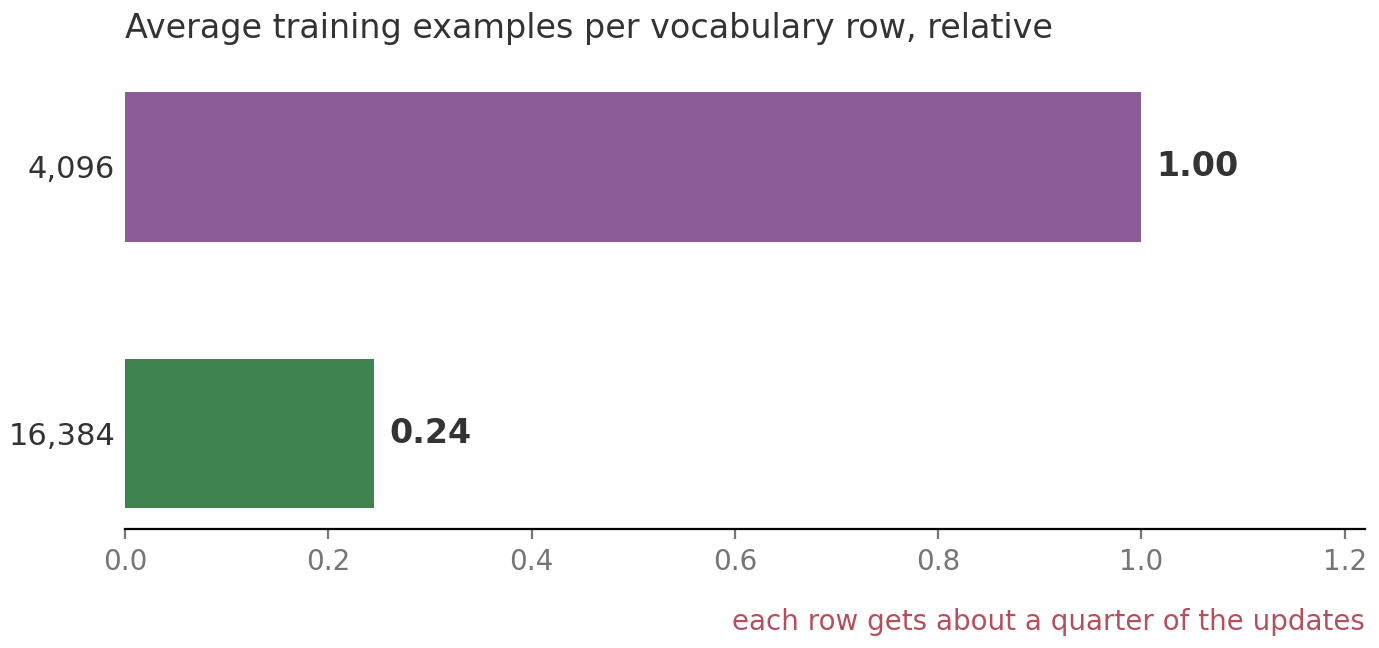 Average training examples per vocabulary row, relative
4,096
1.00
16,384
0.24
0.0 0.2 0.4 0.6 0.8 1.0 1.2
each row gets about a quarter of the updates